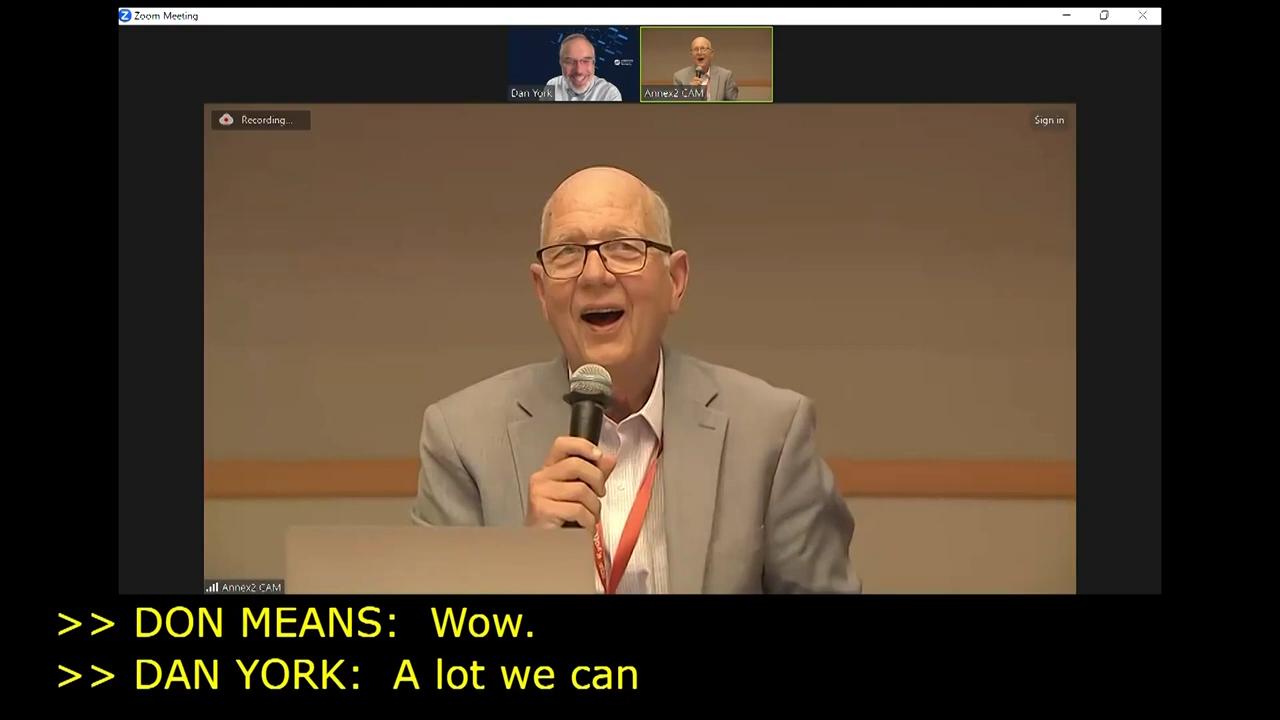 Zoom Meeting
Dan York
Annex2 CAM
Recording...
Sign in
Annex2 CAM
>> DON MEANS: Wow.
>> DAN YORK: A lot we can